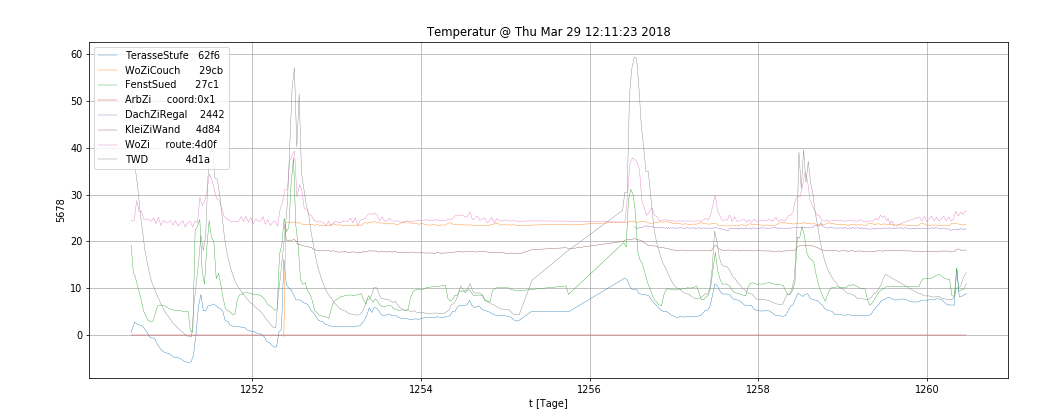 Temperatur @ Thu Mar 29 12:11:23 2018
60
50
40
30
20
10
0
5678
TerasseStufe 62f6
WoZiCouch 29cb
FenstSued 27c1
ArbZi coord:0x1
DachZiRegal 2442
KleiZiWand 4d84
WoZi route:4d0f
TWD 4d1a
1252 1254 1256 1258 1260
t [Tage]